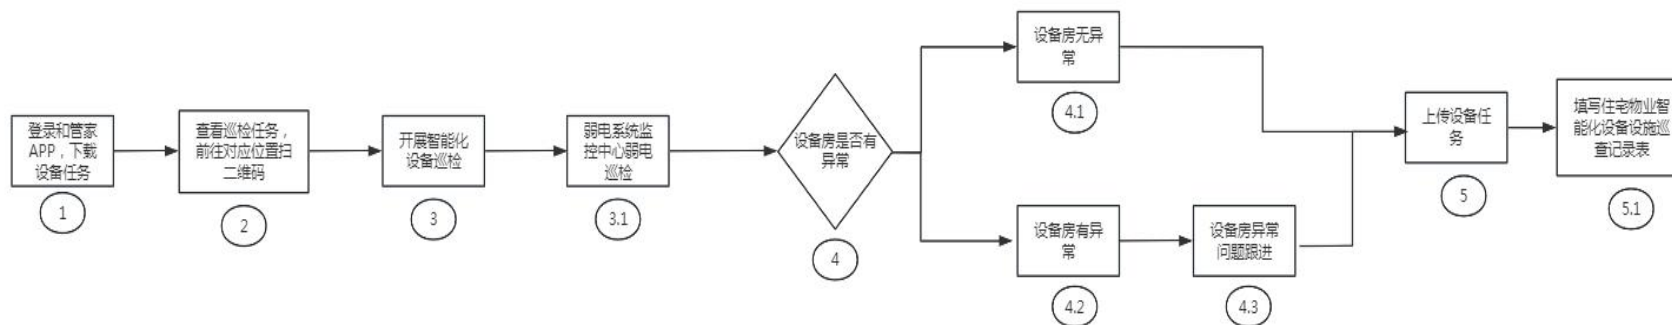 登录和管家
APP，下载
设备任务
1
查看巡检任务，
前往对应位置扫
二维码
2
开展智能化
设备巡检
3
弱电系统监
控中心弱电
巡检
3.1
设备房是否有
异常
4
设备房无异
常
4.1
设备房有异
常
4.2
设备房异常
问题跟进
4.3
上传设备任
务
5
填写住宅物业智
能化设备设施巡
查记录表
5.1